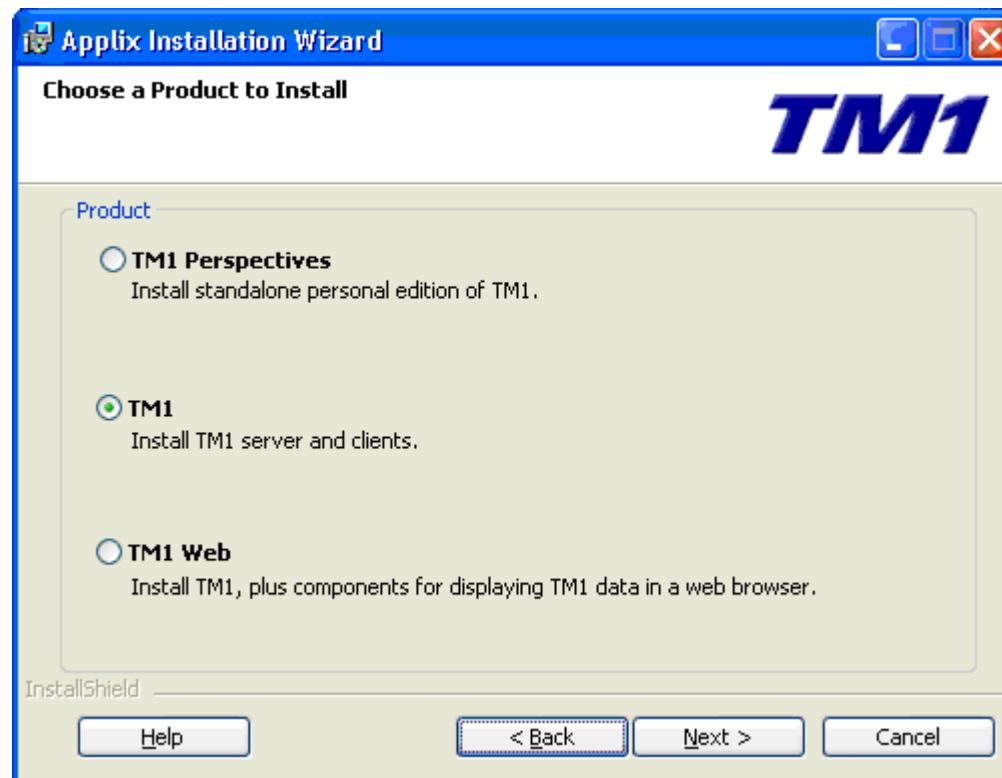 Applix Installation Wizard
Choose a Product to Install
TM1
Product
TM1 Perspectives
Install standalone personal edition of TM1.
TM1
Install TM1 server and clients.
TM1 Web
Install TM1, plus components for displaying TM1 data in a web browser.
InstallShield
Help
< Back
Next >
Cancel